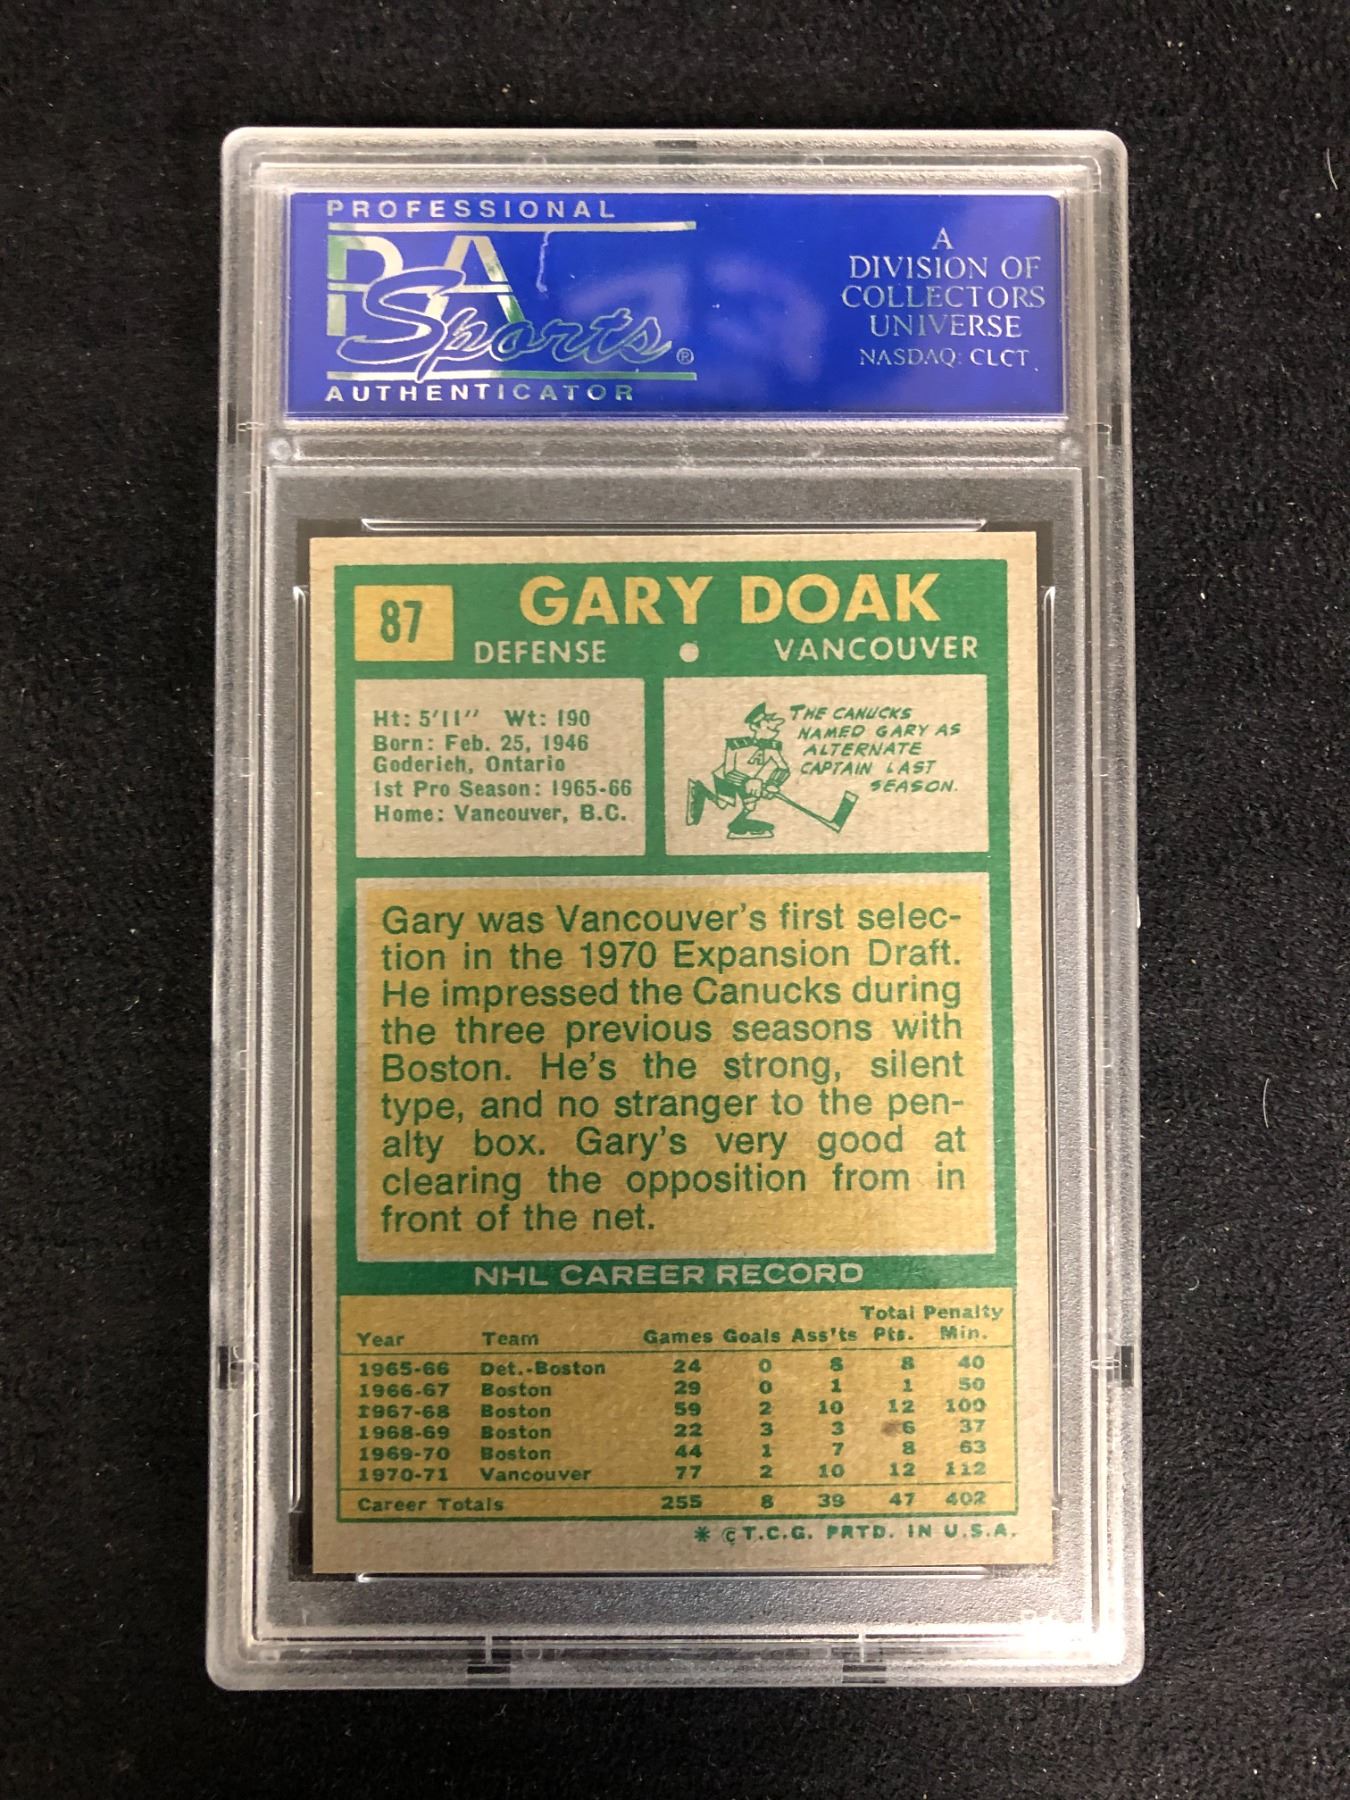 PROFESSIONAL
PSA
Sports®
AUTHENTICATOR
A
DIVISION OF
COLLECTORS
UNIVERSE
NASDAQ: CLCT
87
GARY DOAK
DEFENSE • VANCOUVER
Ht: 5'11" Wt: 190
Born: Feb. 25, 1946
Goderich, Ontario
1st Pro Season: 1965-66
Home: Vancouver, B.C.
THE CANUCKS
NAMED GARY AS
ALTERNATE
CAPTAIN LAST
SEASON.
A
Gary was Vancouver's first selec-
tion in the 1970 Expansion Draft.
He impressed the Canucks during
the three previous seasons with
Boston. He's the strong, silent
type, and no stranger to the pen-
alty box. Gary's very good at
clearing the opposition from in
front of the net.
NHL CAREER RECORD
Total Penalty
Year Team Games Goals Ass'ts Pts. Min.
1965-66 Det.-Boston 24 0 8 8 40
1966-67 Boston 29 0 1 1 50
1967-68 Boston 59 2 10 12 100
1968-69 Boston 22 3 3 6 37
1969-70 Boston 44 1 7 8 63
1970-71 Vancouver 77 2 10 12 112
Career Totals 255 8 39 47 402
* © T.C.G. PRTD. IN U.S.A.